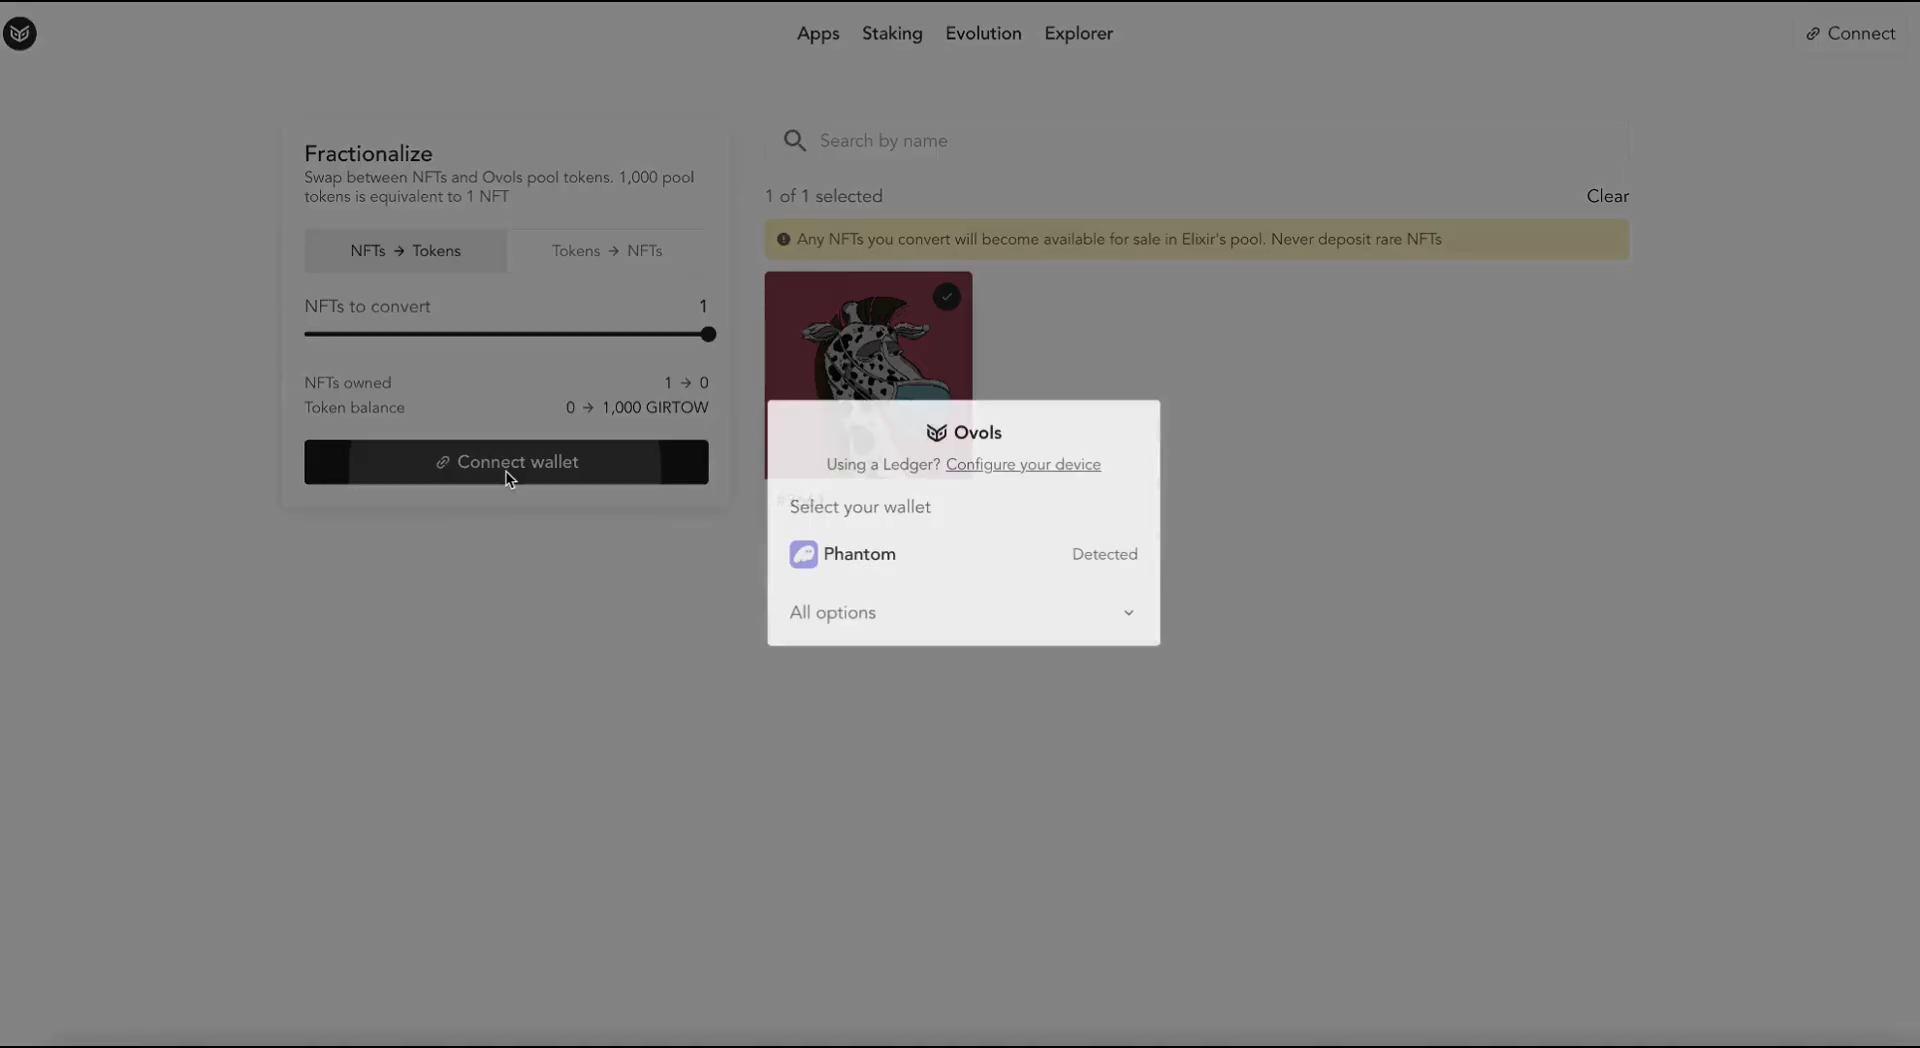 Apps Staking Evolution Explorer
Connect
Fractionalize
Swap between NFTs and Ovols pool tokens. 1,000 pool
tokens is equivalent to 1 NFT
NFTs → Tokens
Tokens → NFTs
NFTs to convert 1
NFTs owned 1 → 0
Token balance 0 → 1,000 GIRTOW
Connect wallet
Search by name
1 of 1 selected
Clear
Any NFTs you convert will become available for sale in Elixir's pool. Never deposit rare NFTs
Ovols
Using a Ledger? Configure your device
Select your wallet
Phantom Detected
All options